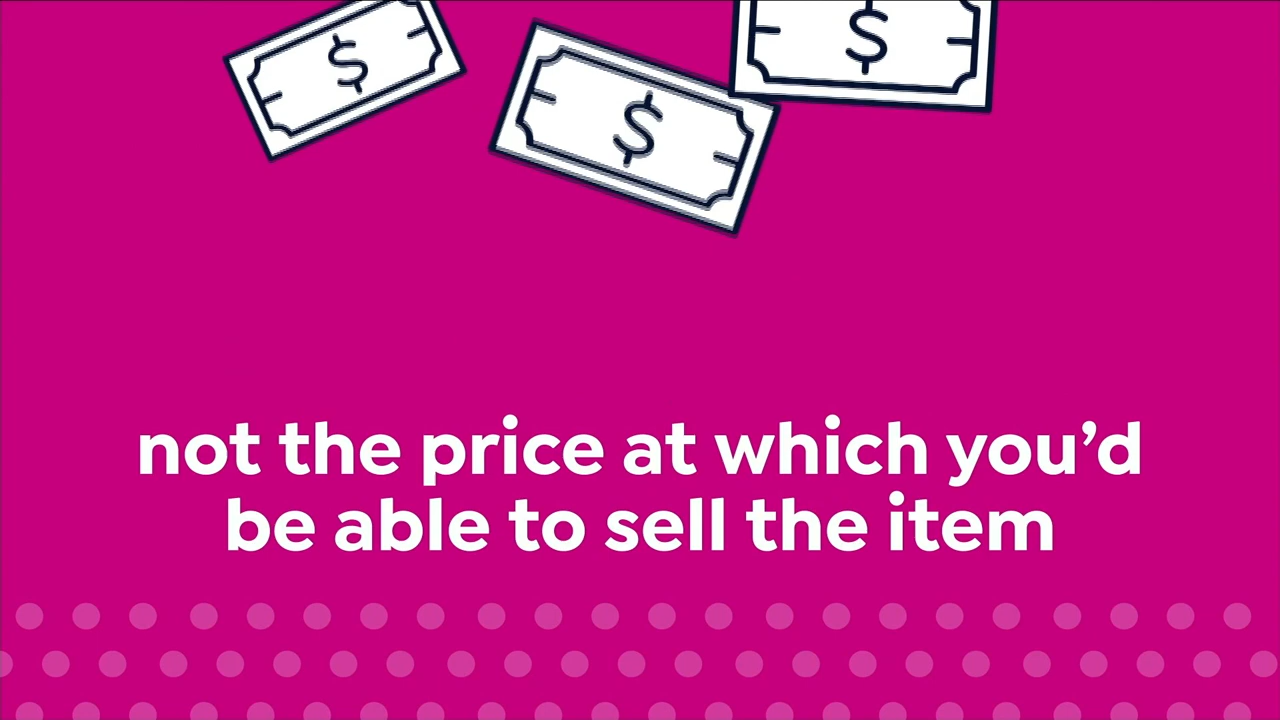 $
$
$
not the price at which you’d
be able to sell the item